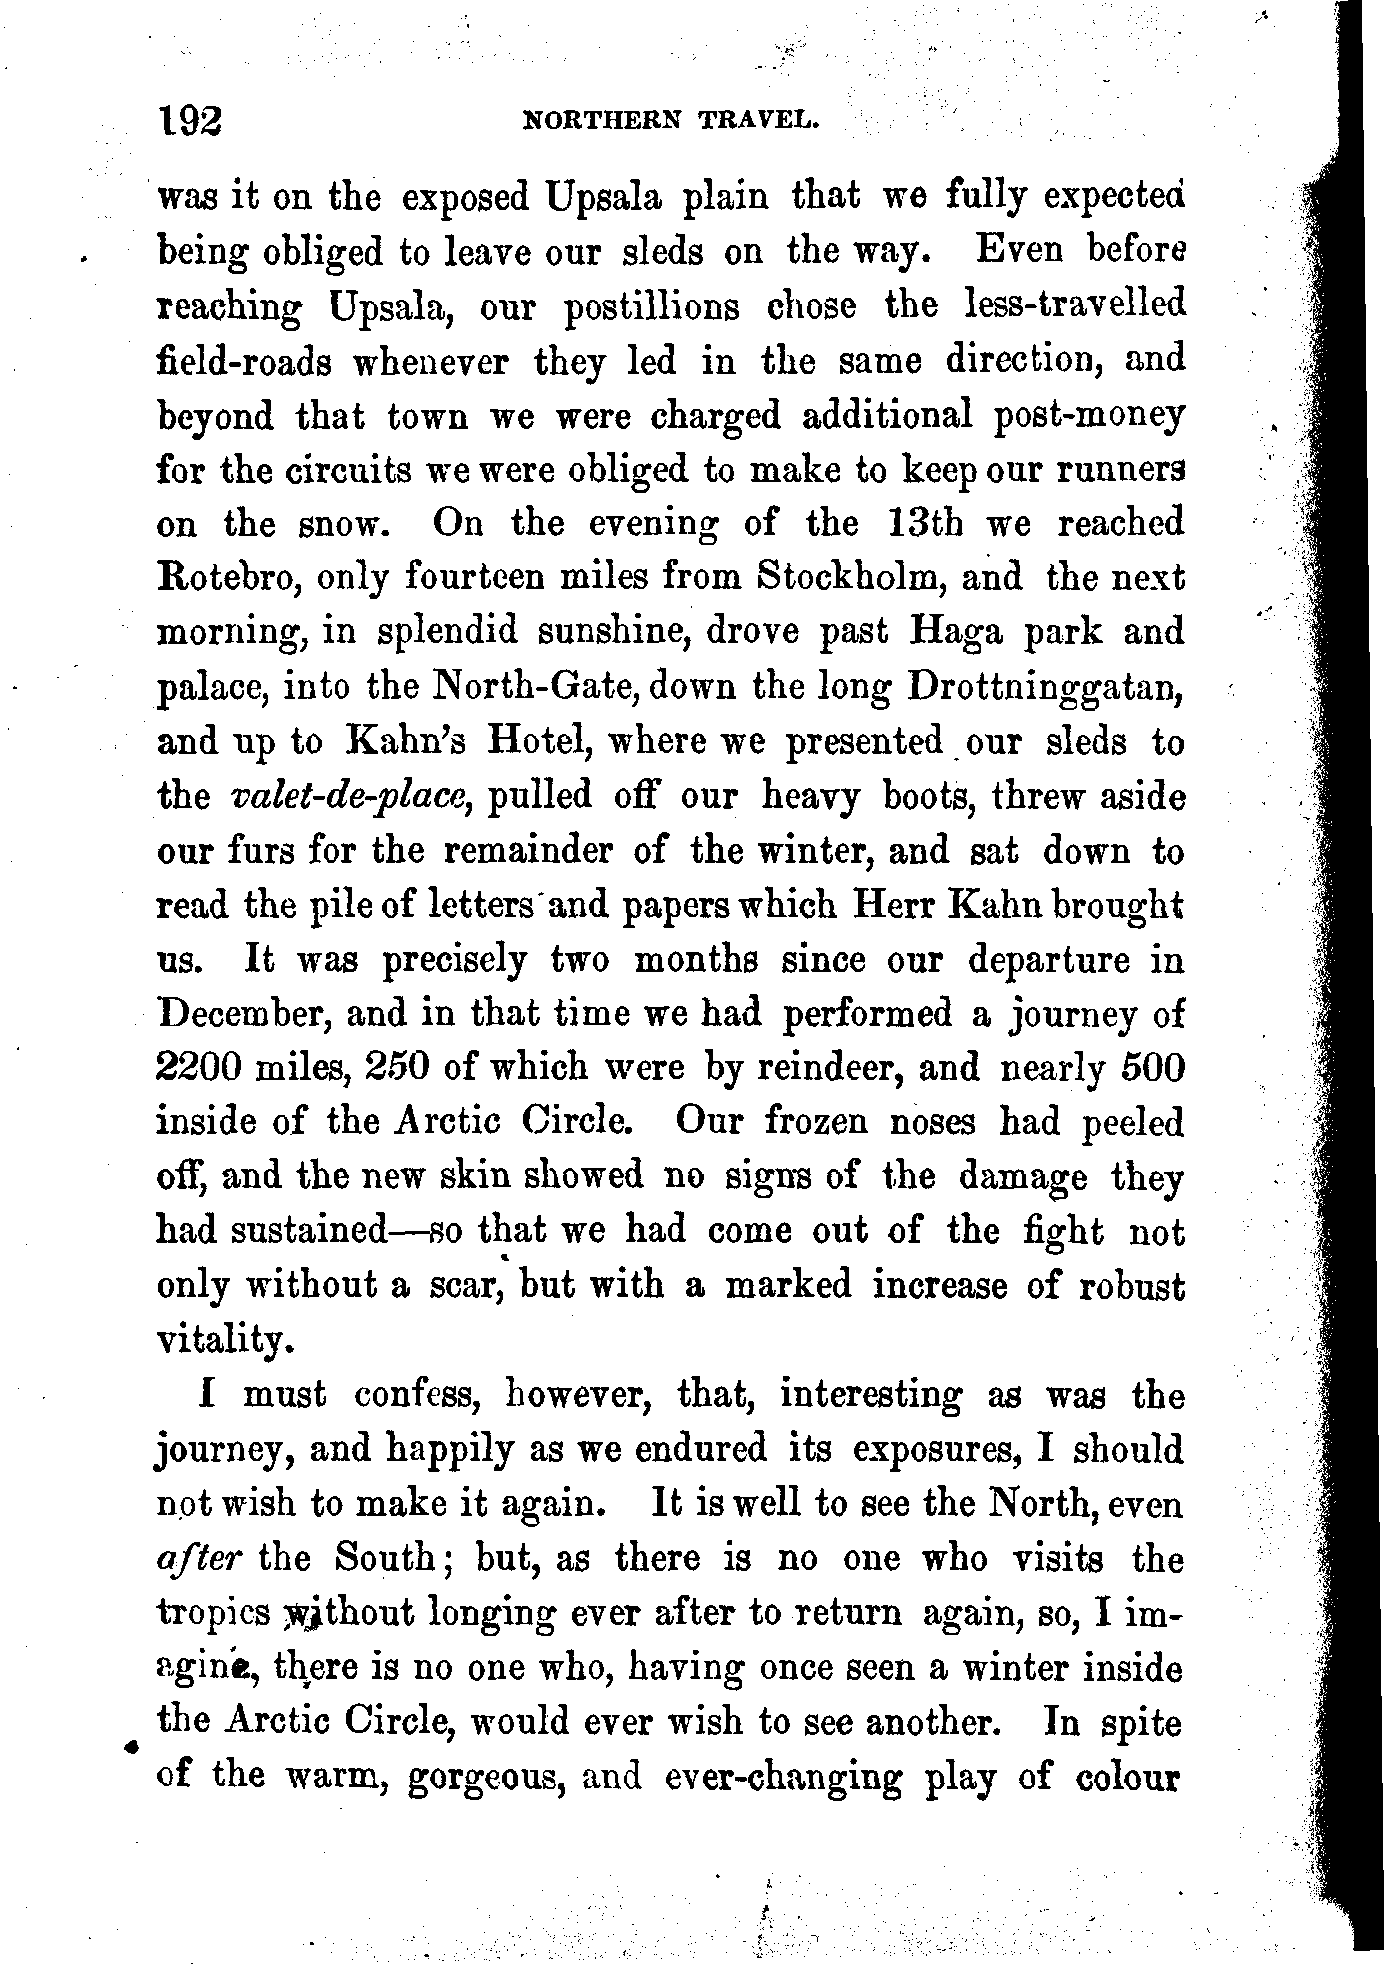 192 NORTHERN TRAVEL.
was it on the exposed Upsala plain that we fully expected
being obliged to leave our sleds on the way. Even before
reaching Upsala, our postillions chose the less-travelled
field-roads whenever they led in the same direction, and
beyond that town we were charged additional post-money
for the circuits we were obliged to make to keep our runners
on the snow. On the evening of the 13th we reached
Rotebro, only fourteen miles from Stockholm, and the next
morning, in splendid sunshine, drove past Haga park and
palace, into the North-Gate, down the long Drottninggatan,
and up to Kahn's Hotel, where we presented our sleds to
the valet-de-place, pulled off our heavy boots, threw aside
our furs for the remainder of the winter, and sat down to
read the pile of letters and papers which Herr Kahn brought
us. It was precisely two months since our departure in
December, and in that time we had performed a journey of
2200 miles, 250 of which were by reindeer, and nearly 500
inside of the Arctic Circle. Our frozen noses had peeled
off, and the new skin showed no signs of the damage they
had sustained—so that we had come out of the fight not
only without a scar, but with a marked increase of robust
vitality.
I must confess, however, that, interesting as was the
journey, and happily as we endured its exposures, I should
not wish to make it again. It is well to see the North, even
after the South; but, as there is no one who visits the
tropics without longing ever after to return again, so, I im-
agine, there is no one who, having once seen a winter inside
the Arctic Circle, would ever wish to see another. In spite
of the warm, gorgeous, and ever-changing play of colour